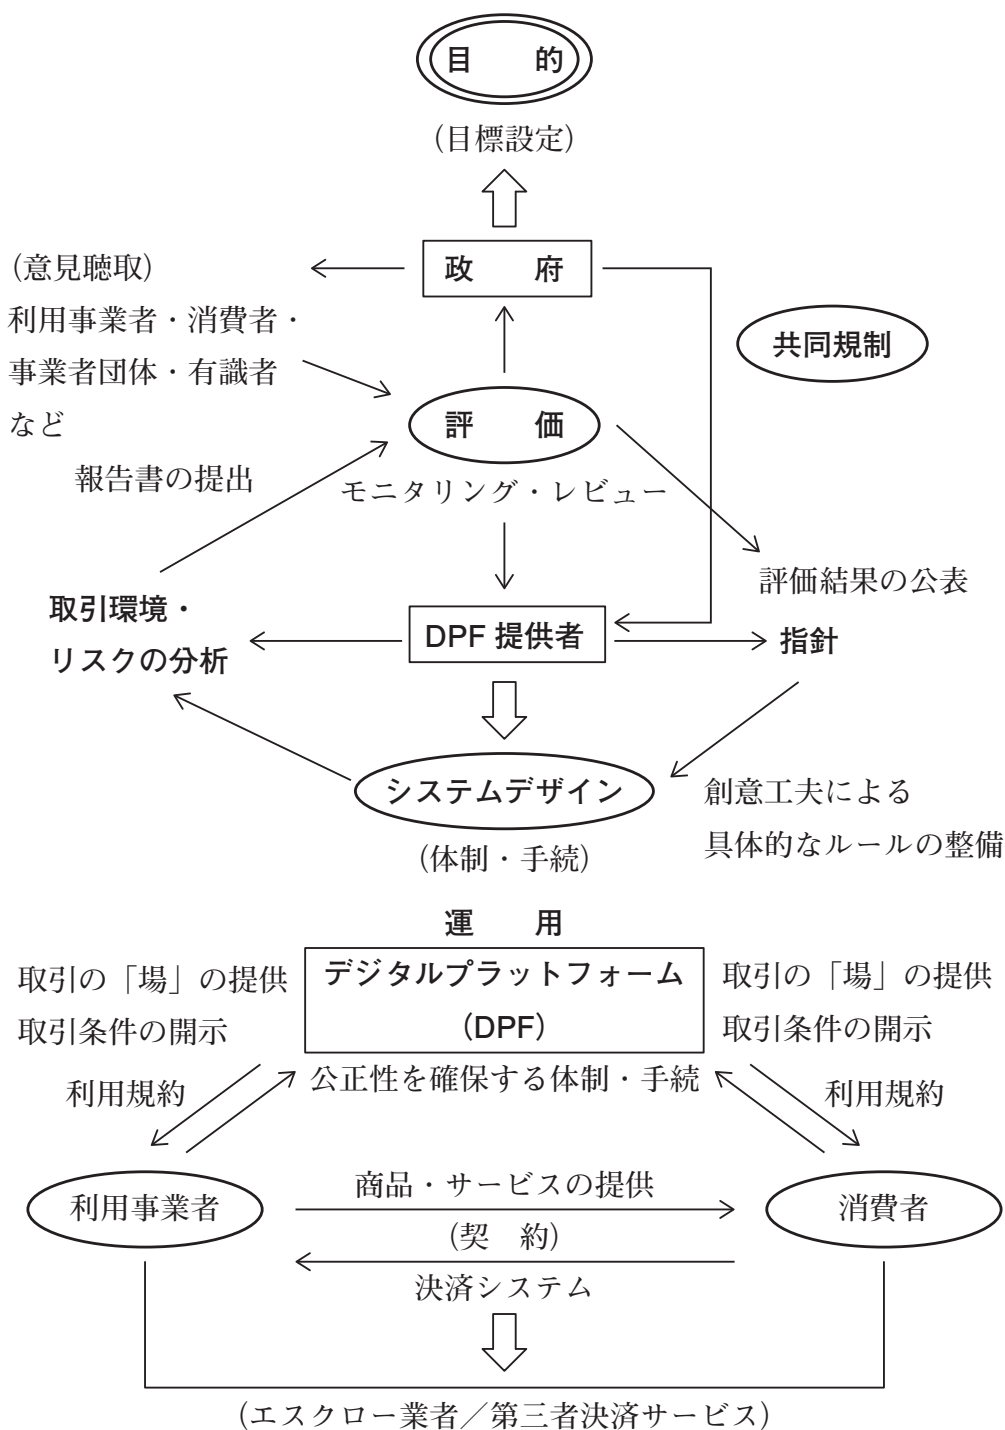 目　的
(目標設定)
政　府
(意見聴取)
利用事業者・消費者・
事業者団体・有識者
など
共同規制
評　価
モニタリング・レビュー
報告書の提出
評価結果の公表
取引環境・
リスクの分析
DPF 提供者
指針
システムデザイン
(体制・手続)
創意工夫による
具体的なルールの整備
運　用
取引の「場」の提供
取引条件の開示
デジタルプラットフォーム
(DPF)
取引の「場」の提供
取引条件の開示
公正性を確保する体制・手続
利用規約
利用規約
利用事業者
商品・サービスの提供
(契　約)
決済システム
消費者
(エスクロー業者／第三者決済サービス)